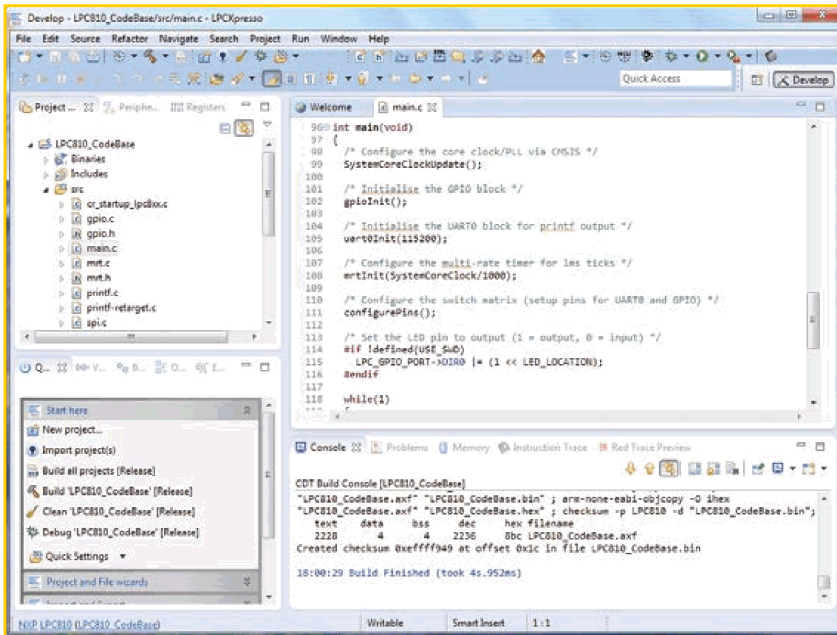 Develop - LPC810_CodeBase/src/main.c - LPCXpresso
File Edit Source Refactor Navigate Search Project Run Window Help
Quick Access
Develop
Project ...
Periphe...
Registers
LPC810_CodeBase
Binaries
Includes
src
cr_startup_lpc8xx.c
gpio.c
gpio.h
main.c
mrt.c
mrt.h
printf.c
printf-retarget.c
spi.c
Q...
V...
B...
O...
E...
Start here
New project...
Import project(s)
Build all projects [Release]
Build 'LPC810_CodeBase' [Release]
Clean 'LPC810_CodeBase' [Release]
Debug 'LPC810_CodeBase' [Release]
Quick Settings
Project and File wizards
Import and Export
Welcome
main.c
96 int main(void)
97 {
98 /* Configure the core clock/PLL via CMSIS */
99 SystemCoreClockUpdate();
100
101 /* Initialise the GPIO block */
102 gpioInit();
103
104 /* Initialise the UART0 block for printf output */
105 uart0Init(115200);
106
107 /* Configure the multi-rate timer for 1ms ticks */
108 mrtInit(SystemCoreClock/1000);
109
110 /* Configure the switch matrix (setup pins for UART0 and GPIO) */
111 configurePins();
112
113 /* Set the LED pin to output (1 = output, 0 = input) */
114 #if !defined(USE_SWD)
115 LPC_GPIO_PORT->DIR0 |= (1 << LED_LOCATION);
116 #endif
117
118 while(1)
Console
Problems
Memory
Instruction Trace
Red Trace Preview
CDT Build Console [LPC810_CodeBase]
"LPC810_CodeBase.axf" "LPC810_CodeBase.bin" ; arm-none-eabi-objcopy -O ihex
"LPC810_CodeBase.axf" "LPC810_CodeBase.hex" ; checksum -p LPC810 -d "LPC810_CodeBase.bin";
text data bss dec hex filename
2228 4 4 2236 8bc LPC810_CodeBase.axf
Created checksum 0xeffff949 at offset 0x1c in file LPC810_CodeBase.bin
18:00:29 Build Finished (took 4s.952ms)
NXP LPC810 (LPC810_CodeBase)
Writable
Smart Insert
1:1